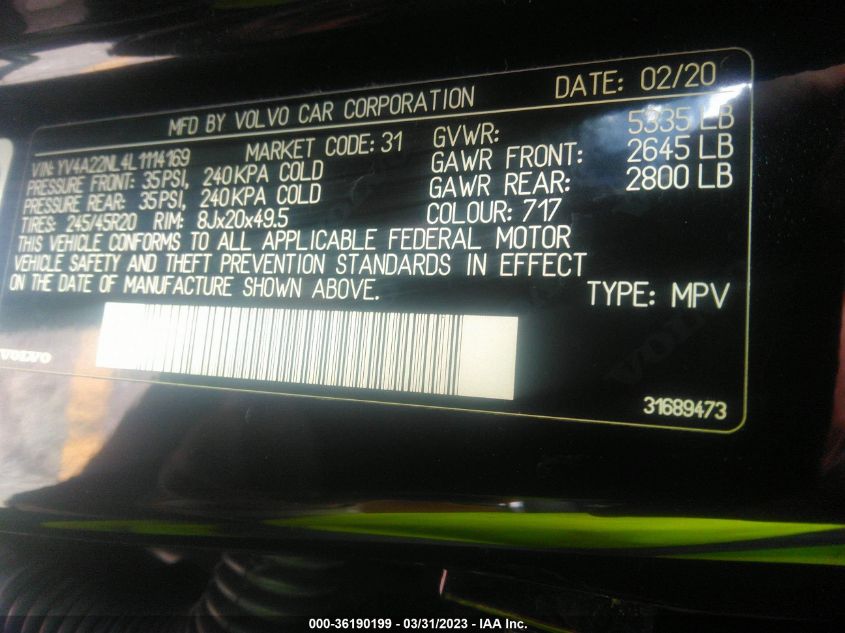 MFD BY VOLVO CAR CORPORATION DATE: 02/20
VIN: YV4A22NL4L1114169 MARKET CODE: 31 GVWR: 5335 LB
PRESSURE FRONT: 35PSI, 240KPA COLD GAWR FRONT: 2645 LB
PRESSURE REAR: 35PSI, 240KPA COLD GAWR REAR: 2800 LB
TIRES: 245/45R20 RIM: 8Jx20x49.5 COLOUR: 717
THIS VEHICLE CONFORMS TO ALL APPLICABLE FEDERAL MOTOR
VEHICLE SAFETY AND THEFT PREVENTION STANDARDS IN EFFECT
ON THE DATE OF MANUFACTURE SHOWN ABOVE.
TYPE: MPV
VOLVO
31689473
000-36190199 - 03/31/2023 - IAA Inc.